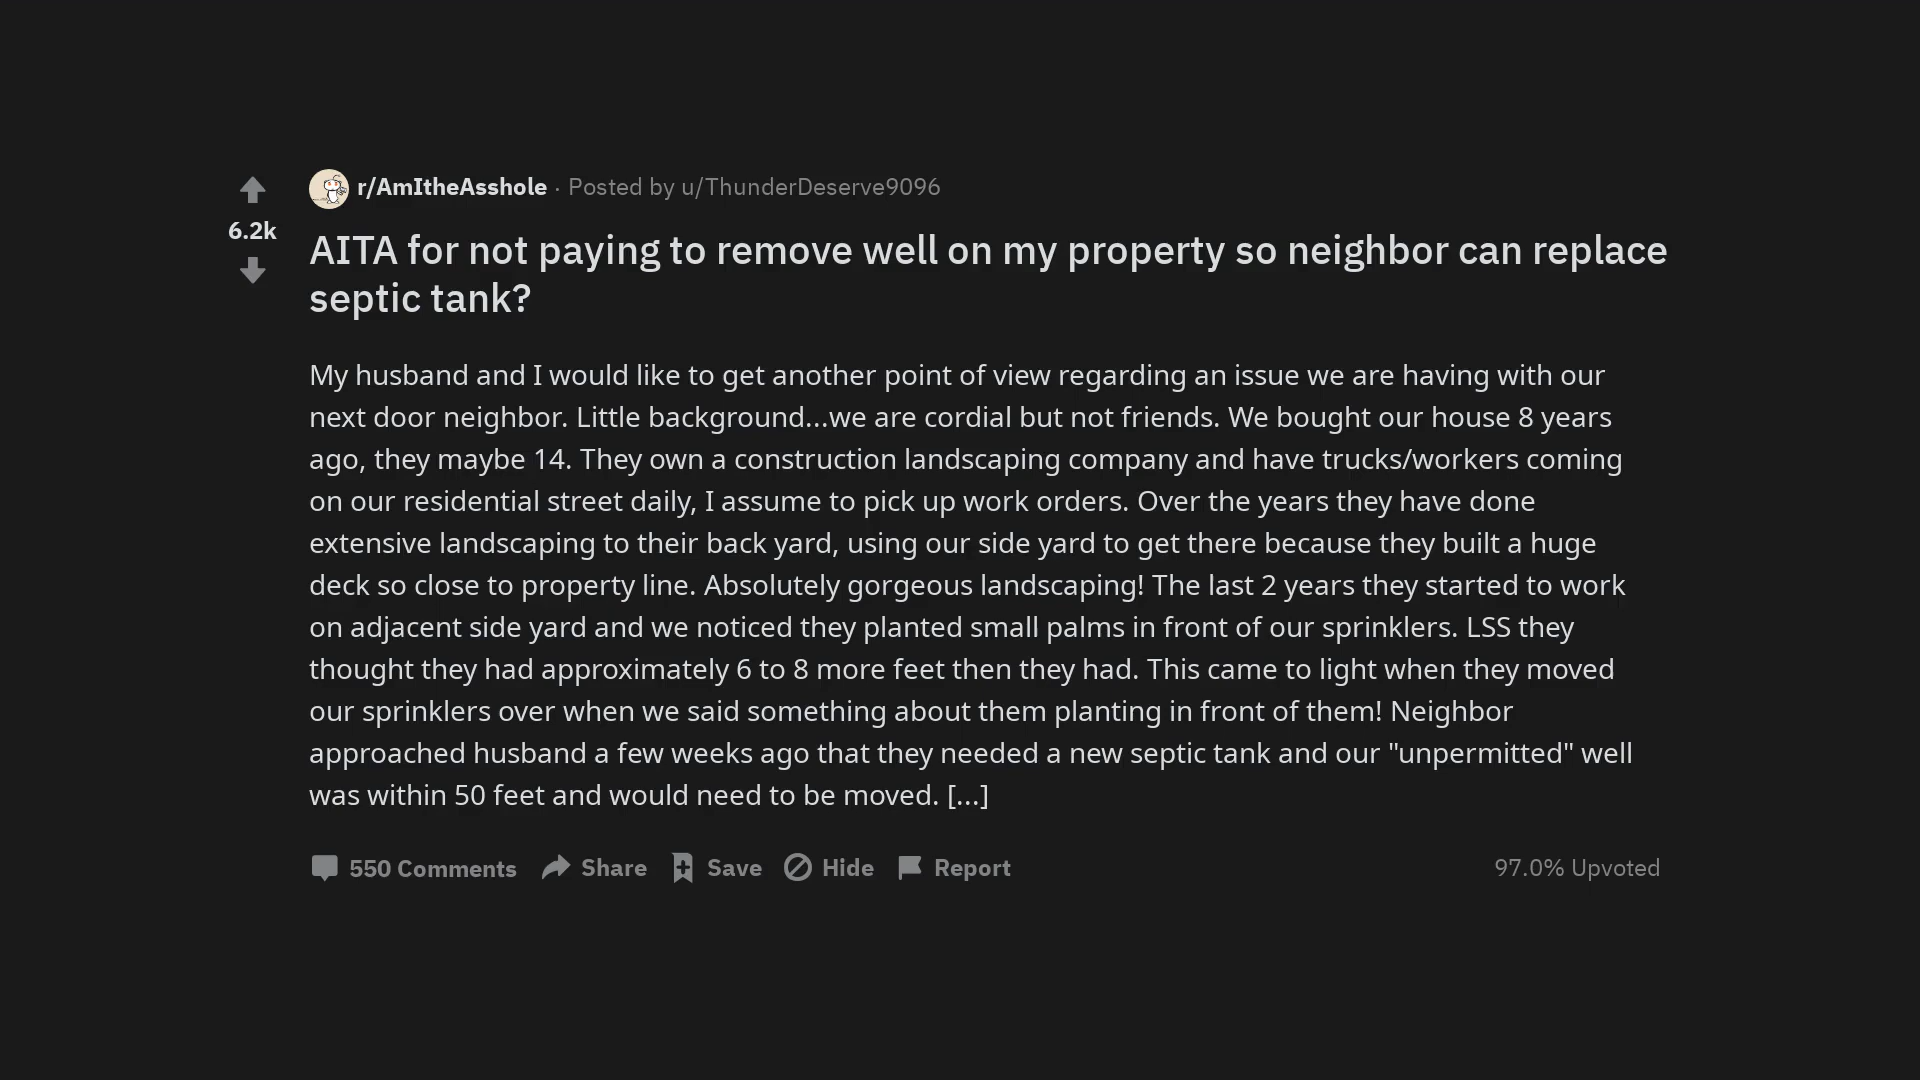 r/AmItheAsshole · Posted by u/ThunderDeserve9096
6.2k
AITA for not paying to remove well on my property so neighbor can replace
septic tank?
My husband and I would like to get another point of view regarding an issue we are having with our
next door neighbor. Little background...we are cordial but not friends. We bought our house 8 years
ago, they maybe 14. They own a construction landscaping company and have trucks/workers coming
on our residential street daily, I assume to pick up work orders. Over the years they have done
extensive landscaping to their back yard, using our side yard to get there because they built a huge
deck so close to property line. Absolutely gorgeous landscaping! The last 2 years they started to work
on adjacent side yard and we noticed they planted small palms in front of our sprinklers. LSS they
thought they had approximately 6 to 8 more feet then they had. This came to light when they moved
our sprinklers over when we said something about them planting in front of them! Neighbor
approached husband a few weeks ago that they needed a new septic tank and our "unpermitted" well
was within 50 feet and would need to be moved. [...]
550 Comments Share Save Hide Report 97.0% Upvoted